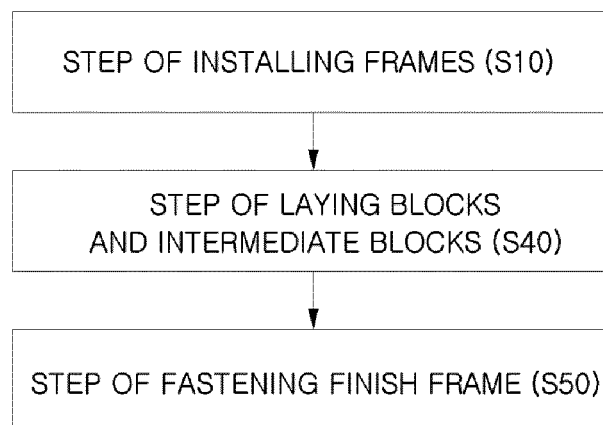 STEP OF INSTALLING FRAMES (S10)
STEP OF LAYING BLOCKS
AND INTERMEDIATE BLOCKS (S40)
STEP OF FASTENING FINISH FRAME (S50)